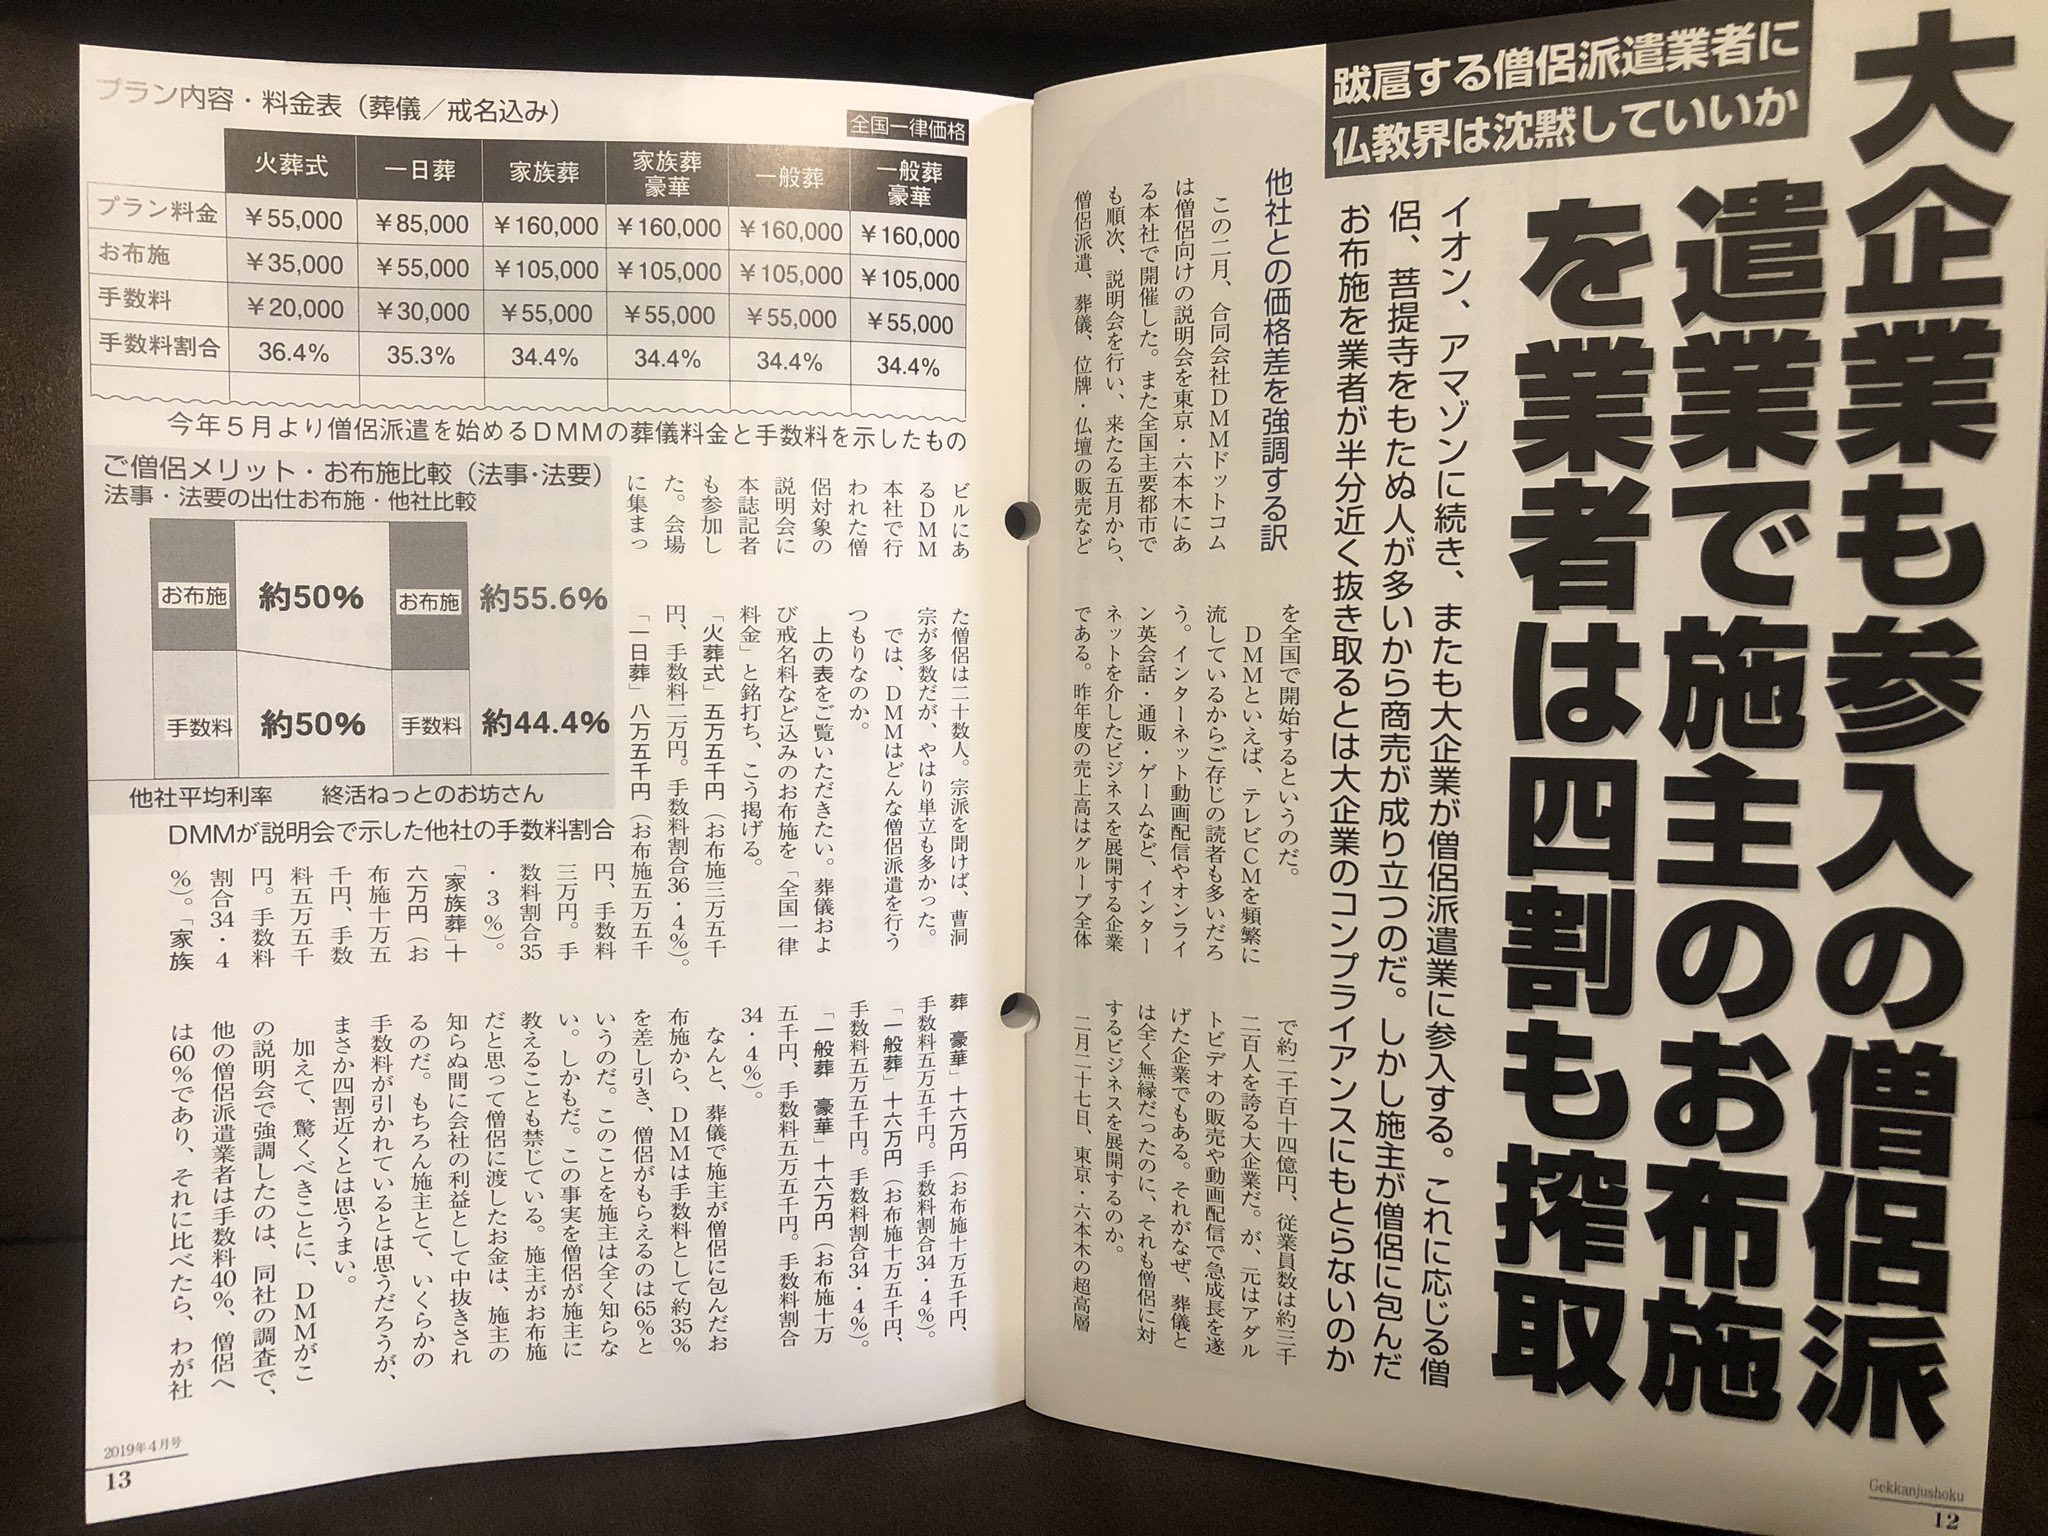 跋扈する僧侶派遣業者に
仏教界は沈黙していいか
大企業も参入の僧侶派
遣業で施主のお布施
を業者は四割も搾取
イオン、アマゾンに続き、またも大企業が僧侶派遣業に参入する。これに応じる僧
侶、菩提寺をもたぬ人が多いから商売が成り立つのだ。しかし施主が僧侶に包んだ
お布施を業者が半分近く抜き取るとは大企業のコンプライアンスにもとらないのか
他社との価格差を強調する訳
この二月、合同会社DMMドットコム
は僧侶向けの説明会を東京・六本木にあ
る本社で開催した。また全国主要都市で
も順次、説明会を行い、来たる五月から、
僧侶派遣、葬儀、位牌・仏壇の販売など
を全国で開始するというのだ。
DMMといえば、テレビCMを頻繁に
流しているからご存じの読者も多いだろ
う。インターネット動画配信やオンライ
ン英会話・通販・ゲームなど、インター
ネットを介したビジネスを展開する企業
である。昨年度の売上高はグループ全体
で約二千百十四億円、従業員数は約三千
二百人を誇る大企業だ。が、元はアダル
トビデオの販売や動画配信で急成長を遂
げた企業でもある。それがなぜ、葬儀と
は全く無縁だったのに、それも僧侶に対
するビジネスを展開するのか。
二月二十七日、東京・六本木の超高層
Gekkanjushoku
12
プラン内容・料金表（葬儀／戒名込み）
全国一律価格
火葬式 一日葬 家族葬 家族葬豪華 一般葬 一般葬豪華
プラン料金 ￥55,000 ￥85,000 ￥160,000 ￥160,000 ￥160,000 ￥160,000
お布施 ￥35,000 ￥55,000 ￥105,000 ￥105,000 ￥105,000 ￥105,000
手数料 ￥20,000 ￥30,000 ￥55,000 ￥55,000 ￥55,000 ￥55,000
手数料割合 36.4% 35.3% 34.4% 34.4% 34.4% 34.4%
今年５月より僧侶派遣を始めるDMMの葬儀料金と手数料を示したもの
ご僧侶メリット・お布施比較（法事・法要）
法事・法要の出仕お布施・他社比較
お布施 約50% お布施 約55.6%
手数料 約50% 手数料 約44.4%
他社平均利率 終活ねっとのお坊さん
DMMが説明会で示した他社の手数料割合
ビルにあ
るDMM
本社で行
われた僧
侶対象の
説明会に
本誌記者
も参加し
た。会場
に集まっ
た僧侶は二十数人。宗派を聞けば、曹洞
宗が多数だが、やはり単立も多かった。
では、DMMはどんな僧侶派遣を行う
つもりなのか。
上の表をご覧いただきたい。葬儀およ
び戒名料など込みのお布施を「全国一律
料金」と銘打ち、こう掲げる。
「火葬式」五万五千円（お布施三万五千
円、手数料二万円。手数料割合36・4%）。
「一日葬」八万五千円（お布施五万五千
円、手数料
三万円。手
数料割合35
・3%）。
「家族葬」十
六万円（お
布施十万五
千円、手数
料五万五千
円。手数料
割合34・4
%）。「家族
葬 豪華」十六万円（お布施十万五千円、
手数料五万五千円。手数料割合34・4%）。
「一般葬」十六万円（お布施十万五千円、
手数料五万五千円。手数料割合34・4%）。
「一般葬 豪華」十六万円（お布施十万
五千円、手数料五万五千円。手数料割合
34・4%）。
なんと、葬儀で施主が僧侶に包んだお
布施から、DMMは手数料として約35%
を差し引き、僧侶がもらえるのは65%と
いうのだ。このことを施主は全く知らな
い。しかもだ。この事実を僧侶が施主に
教えることも禁じている。施主がお布施
だと思って僧侶に渡したお金は、施主の
知らぬ間に会社の利益として中抜きされ
るのだ。もちろん施主とて、いくらかの
手数料が引かれているとは思うだろうが、
まさか四割近くとは思うまい。
加えて、驚くべきことに、DMMがこ
の説明会で強調したのは、同社の調査で、
他の僧侶派遣業者は手数料40%、僧侶へ
は60%であり、それに比べたら、わが社
2019年4月号
13